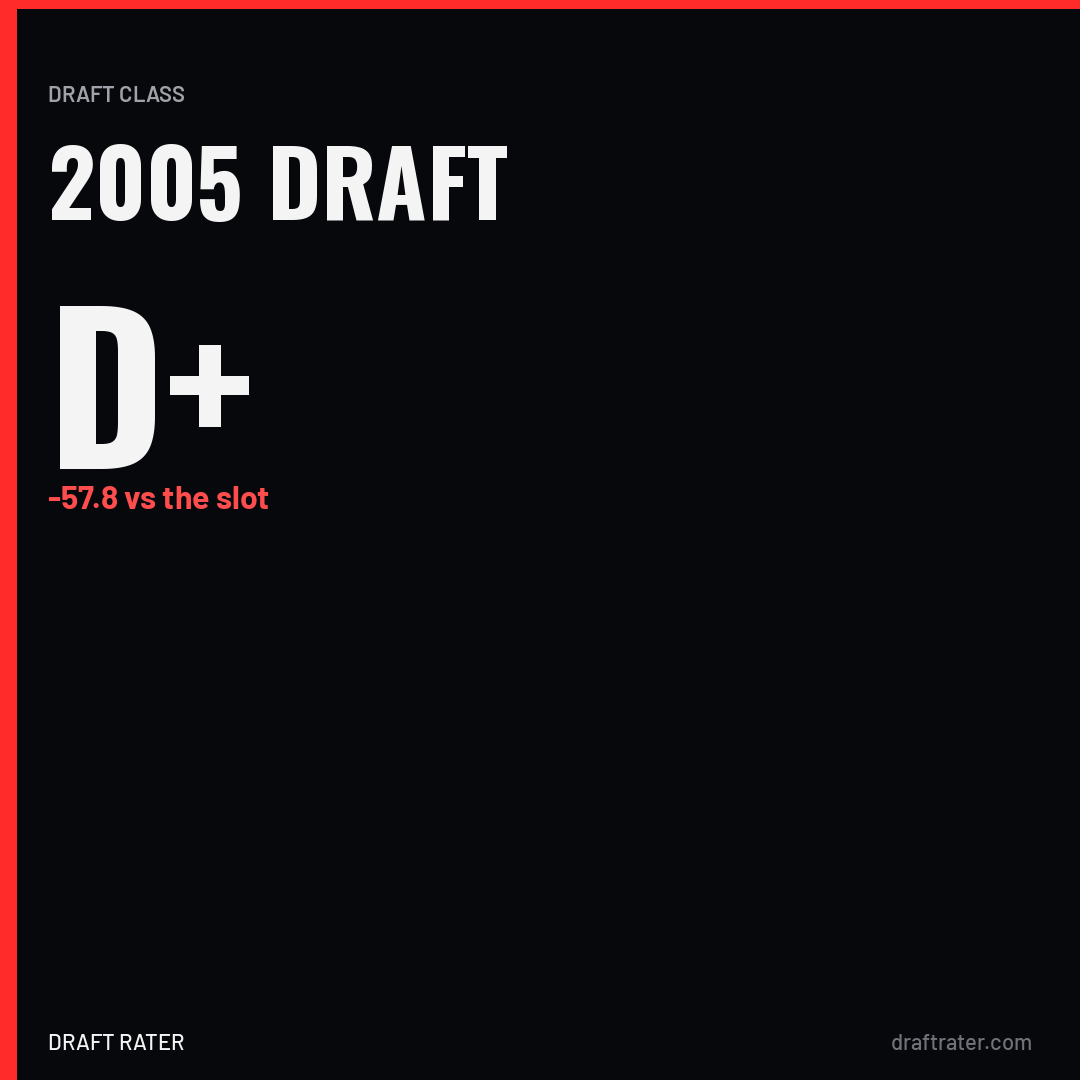 DRAFT CLASS
2005 DRAFT
D+
-57.8 vs the slot
DRAFT RATER
draftrater.com